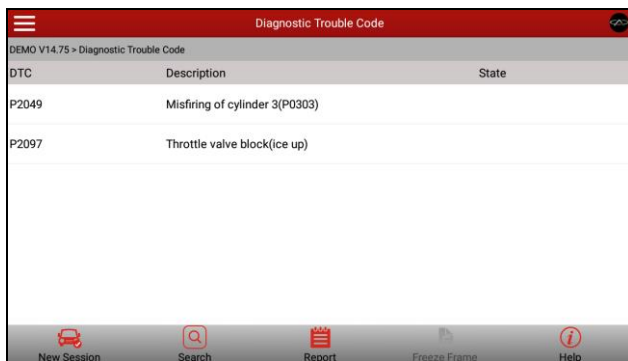 Diagnostic Trouble Code
DEMO V14.75 > Diagnostic Trouble Code
DTC Description State
P2049 Misfiring of cylinder 3(P0303)
P2097 Throttle valve block(ice up)
New Session Search Report Freeze Frame Help